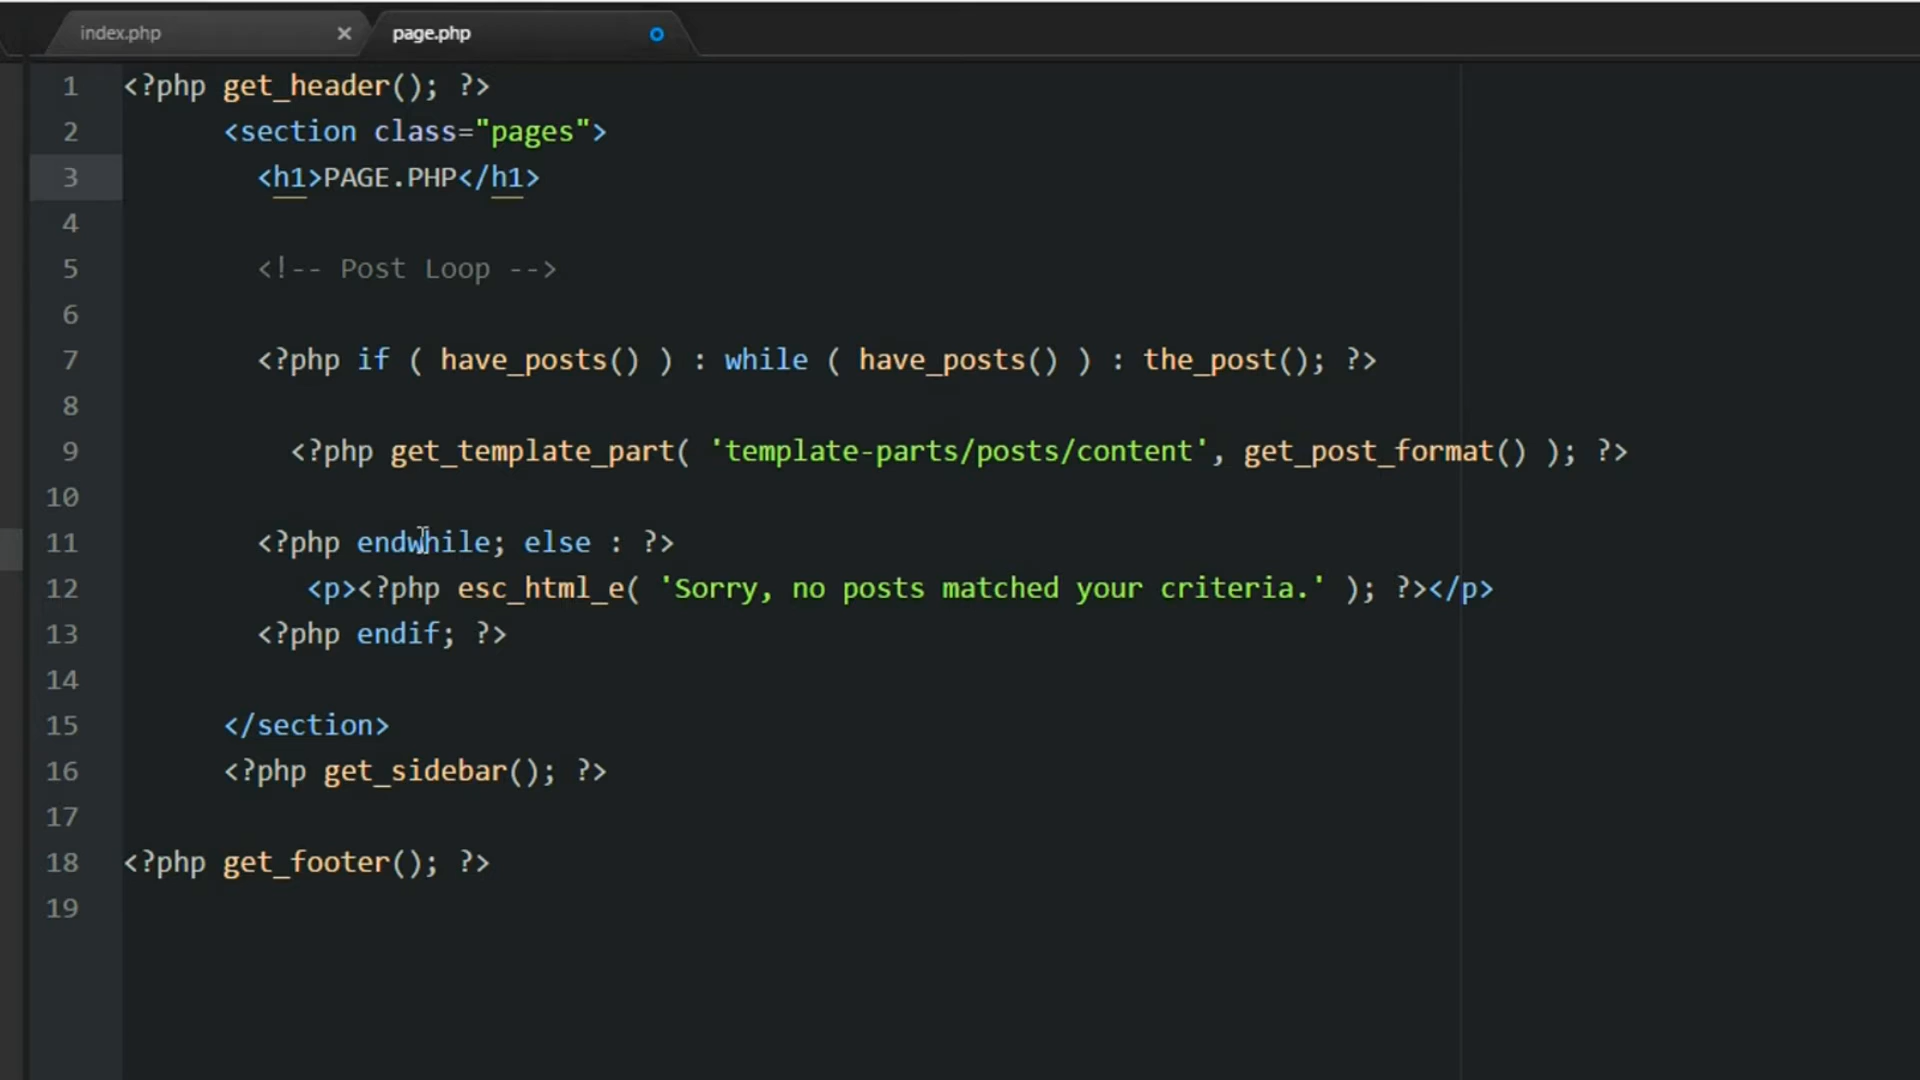 index.php × page.php
1 <?php get_header(); ?>
2 <section class="pages">
3 <h1>PAGE.PHP</h1>
4
5 <!-- Post Loop -->
6
7 <?php if ( have_posts() ) : while ( have_posts() ) : the_post(); ?>
8
9 <?php get_template_part( 'template-parts/posts/content', get_post_format() ); ?>
10
11 <?php endwhile; else : ?>
12 <p><?php esc_html_e( 'Sorry, no posts matched your criteria.' ); ?></p>
13 <?php endif; ?>
14
15 </section>
16 <?php get_sidebar(); ?>
17
18 <?php get_footer(); ?>
19